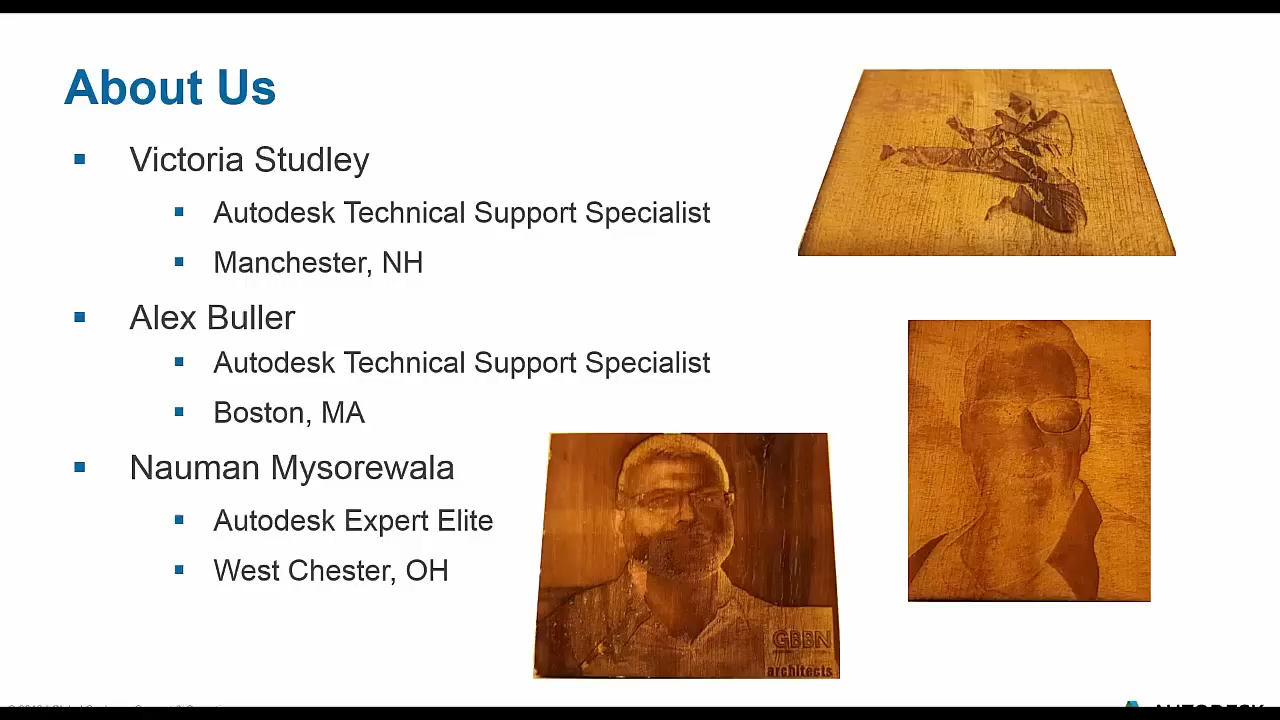 About Us
Victoria Studley
Autodesk Technical Support Specialist
Manchester, NH
Alex Buller
Autodesk Technical Support Specialist
Boston, MA
Nauman Mysorewala
Autodesk Expert Elite
West Chester, OH
GBBN
architects
AUTODESK